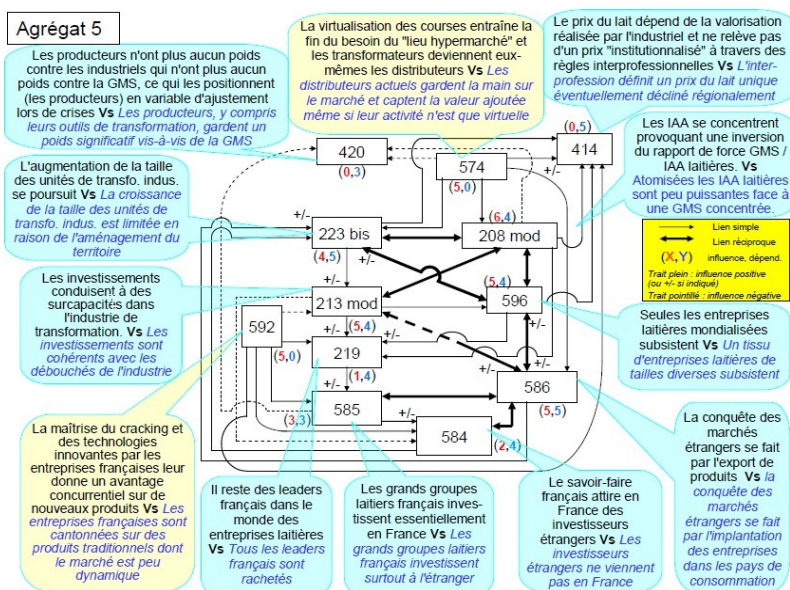 Agrégat 5
Les producteurs n'ont plus aucun poids
contre les industriels qui n'ont plus aucun
poids contre la GMS, ce qui les positionnent
(les producteurs) en variable d'ajustement
lors de crises Vs Les producteurs, y compris
leurs outils de transformation, gardent un
poids significatif vis-à-vis de la GMS
La virtualisation des courses entraîne la
fin du besoin du "lieu hypermarché" et
les transformateurs deviennent eux-
mêmes les distributeurs Vs Les
distributeurs actuels gardent la main sur
le marché et captent la valeur ajoutée
même si leur activité n'est que virtuelle
Le prix du lait dépend de la valorisation
réalisée par l'industriel et ne relève pas
d'un prix "institutionnalisé" à travers des
règles interprofessionnelles Vs L'inter-
profession définit un prix du lait unique
éventuellement décliné régionalement
420
(0,3)
574
(5,0)
(0,5)
414
+/-
Les IAA se concentrent
provoquant une inversion
du rapport de force GMS /
IAA laitières. Vs
Atomisées les IAA laitières
sont peu puissantes face à
une GMS concentrée.
L'augmentation de la taille
des unités de transfo. indus.
se poursuit Vs La croissance
de la taille des unités de
transfo. indus. est limitée en
raison de l'aménagement du
territoire
+/-
223 bis
(4,5)
+/-
(6,4)
208 mod
+/-
Lien simple
Lien réciproque
(X,Y) influence, dépend.
Trait plein : influence positive
(ou +/- si indiqué)
Trait pointillé : influence négative
Les investissements
conduisent à des
surcapacités dans
l'industrie de
transformation. Vs Les
investissements sont
cohérents avec les
débouchés de l'industrie
+/-
213 mod
(5,4)
+/-
(5,4)
596
+/-
592
(5,0)
219
(1,4)
+/-
+/-
585
(3,3)
+/-
584
(2,4)
+/-
586
(5,5)
Seules les entreprises
laitières mondialisées
subsistent Vs Un tissu
d'entreprises laitières de
tailles diverses subsistent
La maîtrise du cracking et
des technologies
innovantes par les
entreprises françaises leur
donne un avantage
concurrentiel sur de
nouveaux produits Vs Les
entreprises françaises sont
cantonnées sur des
produits traditionnels dont
le marché est peu
dynamique
Il reste des leaders
français dans le
monde des
entreprises laitières
Vs Tous les leaders
français sont
rachetés
Les grands groupes
laitiers français inves-
tissent essentiellement
en France Vs Les
grands groupes laitiers
français investissent
surtout à l'étranger
Le savoir-faire
français attire en
France des
investisseurs
étrangers Vs Les
investisseurs
étrangers ne viennent
pas en France
La conquête des
marchés
étrangers se fait
par l'export de
produits Vs la
conquête des
marchés
étrangers se fait
par l'implantation
des entreprises
dans les pays de
consommation